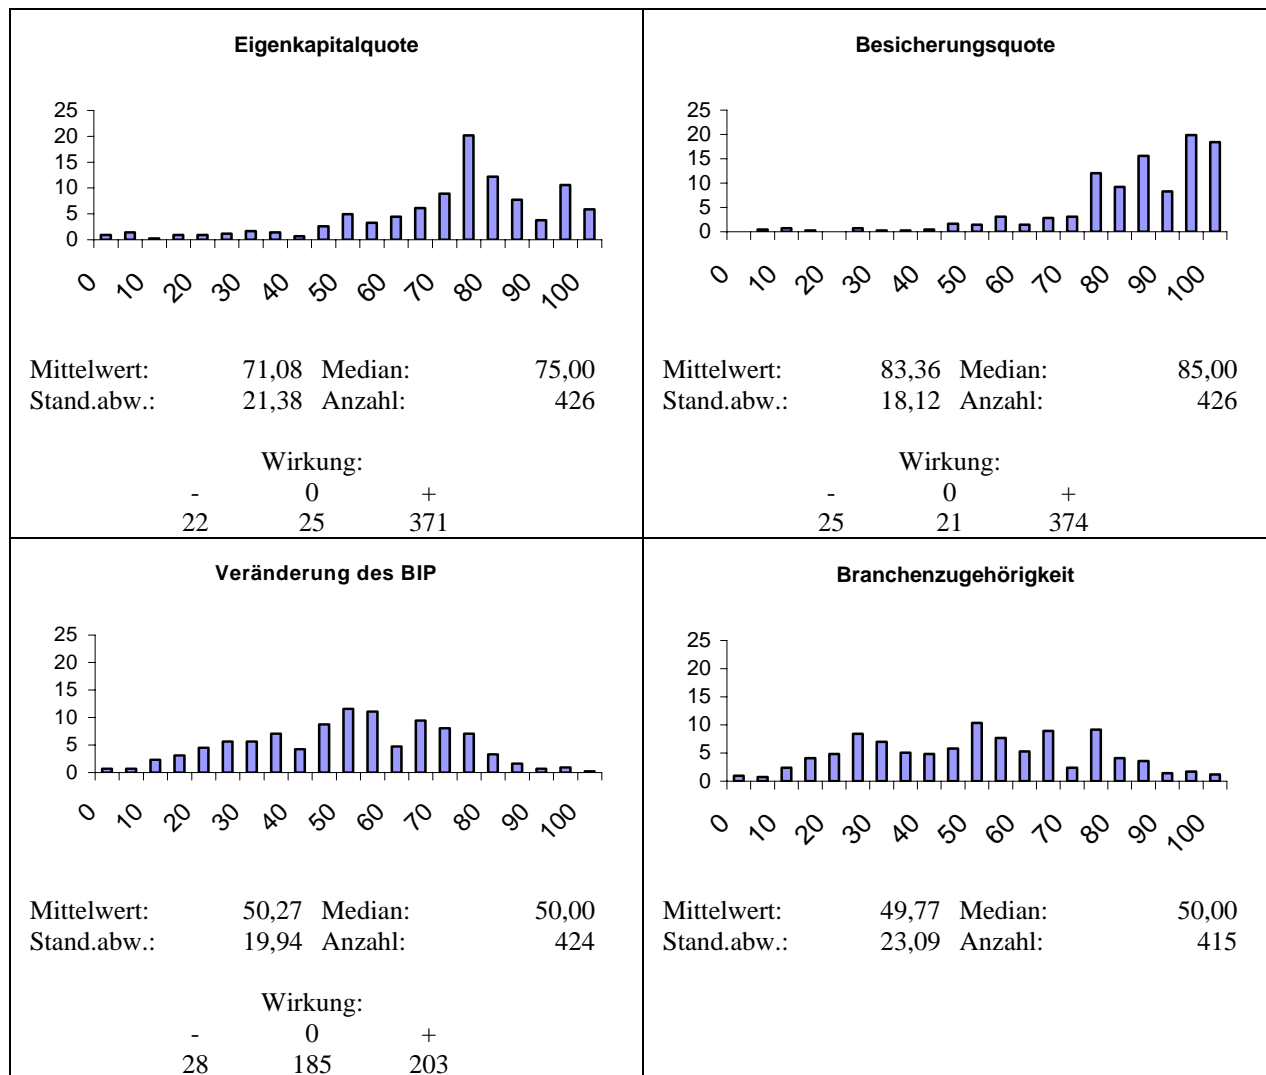 Eigenkapitalquote
25
20
15
10
5
0
0 10 20 30 40 50 60 70 80 90 100
Mittelwert: 71,08 Median: 75,00
Stand.abw.: 21,38 Anzahl: 426
Wirkung:
- 0 +
22 25 371
Besicherungsquote
25
20
15
10
5
0
0 10 20 30 40 50 60 70 80 90 100
Mittelwert: 83,36 Median: 85,00
Stand.abw.: 18,12 Anzahl: 426
Wirkung:
- 0 +
25 21 374
Veränderung des BIP
25
20
15
10
5
0
0 10 20 30 40 50 60 70 80 90 100
Mittelwert: 50,27 Median: 50,00
Stand.abw.: 19,94 Anzahl: 424
Wirkung:
- 0 +
28 185 203
Branchenzugehörigkeit
25
20
15
10
5
0
0 10 20 30 40 50 60 70 80 90 100
Mittelwert: 49,77 Median: 50,00
Stand.abw.: 23,09 Anzahl: 415